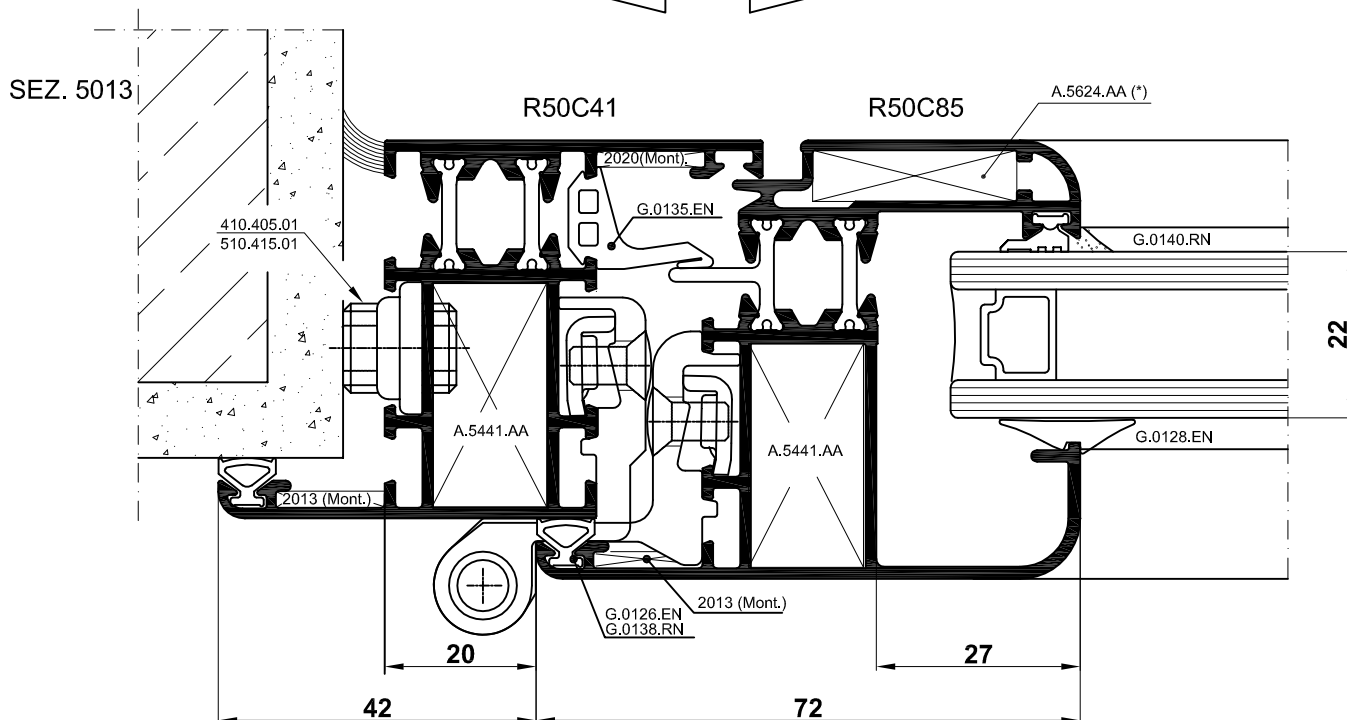 SEZ. 5013
R50C41
R50C85
A.5624.AA (*)
2020(Mont).
G.0135.EN
410.405.01
510.415.01
G.0140.RN
22
A.5441.AA
A.5441.AA
G.0128.EN
2013 (Mont.)
2013 (Mont.)
G.0126.EN
G.0138.RN
20
27
42
72